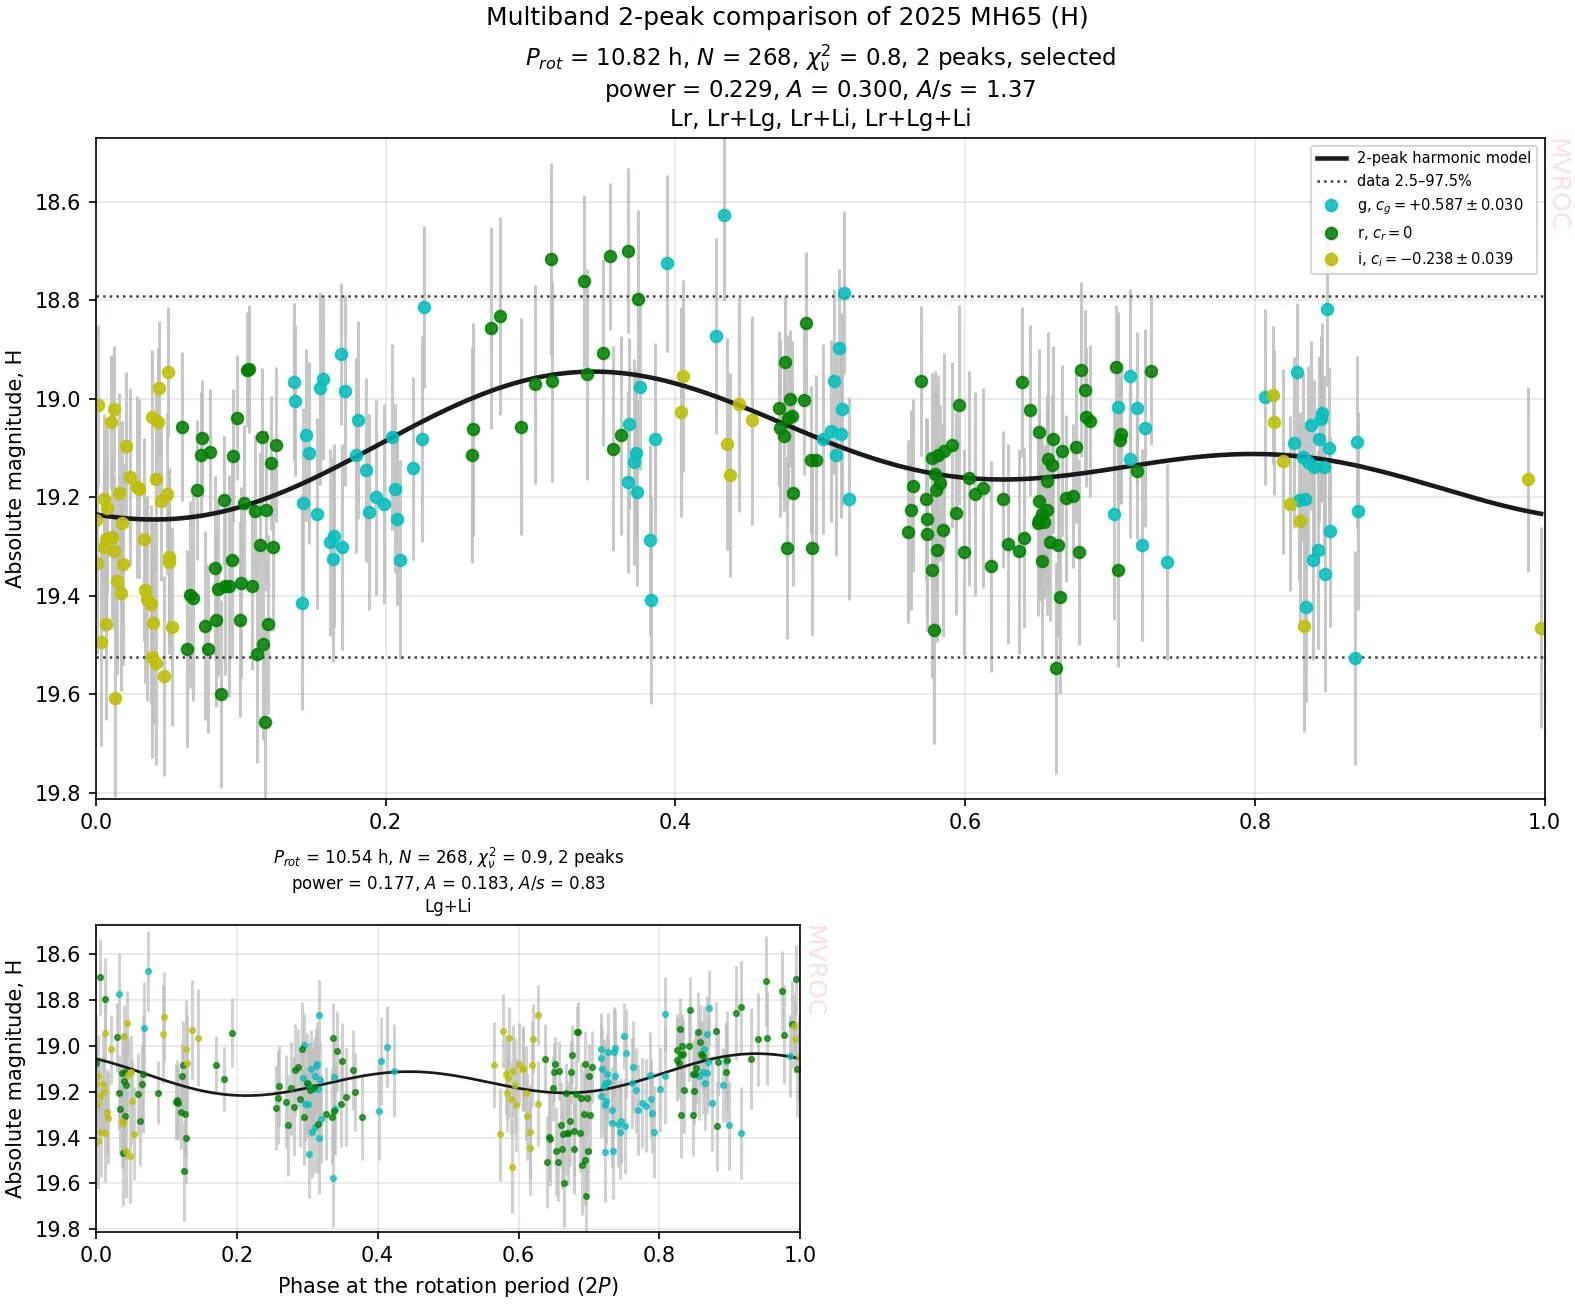 Multiband 2-peak comparison of 2025 MH65 (H)
P_rot = 10.82 h, N = 268, χ²_ν = 0.8, 2 peaks, selected
power = 0.229, A = 0.300, A/s = 1.37
Lr, Lr+Lg, Lr+Li, Lr+Lg+Li
MVROC
2-peak harmonic model
data 2.5–97.5%
g, c_g = +0.587 ± 0.030
r, c_r = 0
i, c_i = −0.238 ± 0.039
Absolute magnitude, H
18.6
18.8
19.0
19.2
19.4
19.6
19.8
0.0 0.2 0.4 0.6 0.8 1.0
P_rot = 10.54 h, N = 268, χ²_ν = 0.9, 2 peaks
power = 0.177, A = 0.183, A/s = 0.83
Lg+Li
MVROC
Absolute magnitude, H
18.6
18.8
19.0
19.2
19.4
19.6
19.8
0.0 0.2 0.4 0.6 0.8 1.0
Phase at the rotation period (2P)